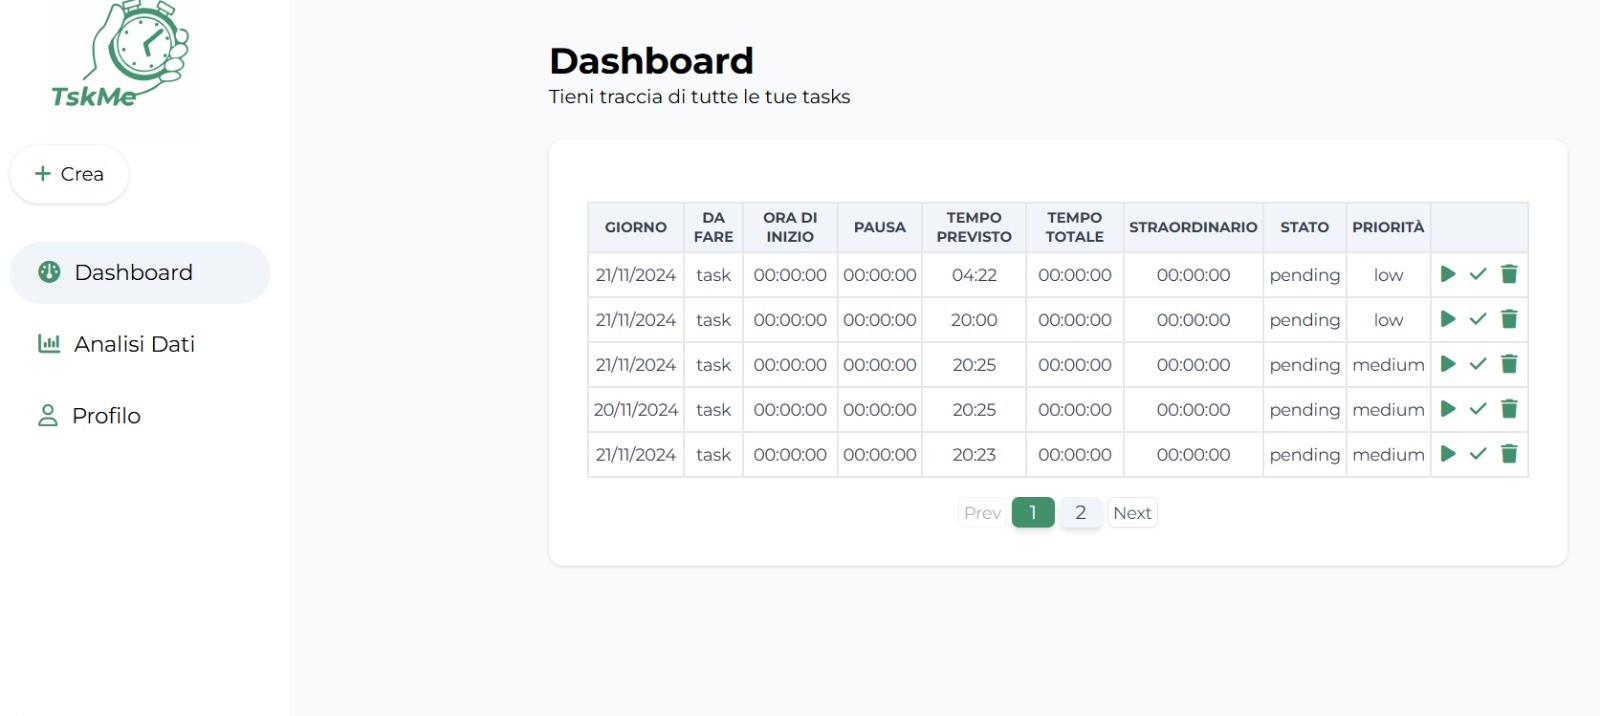 TskMe
Crea
Dashboard
Analisi Dati
Profilo
Dashboard
Tieni traccia di tutte le tue tasks
GIORNO DA FARE ORA DI INIZIO PAUSA TEMPO PREVISTO TEMPO TOTALE STRAORDINARIO STATO PRIORITÀ
21/11/2024 task 00:00:00 00:00:00 04:22 00:00:00 00:00:00 pending low
21/11/2024 task 00:00:00 00:00:00 20:00 00:00:00 00:00:00 pending low
21/11/2024 task 00:00:00 00:00:00 20:25 00:00:00 00:00:00 pending medium
20/11/2024 task 00:00:00 00:00:00 20:25 00:00:00 00:00:00 pending medium
21/11/2024 task 00:00:00 00:00:00 20:23 00:00:00 00:00:00 pending medium
Prev 1 2 Next